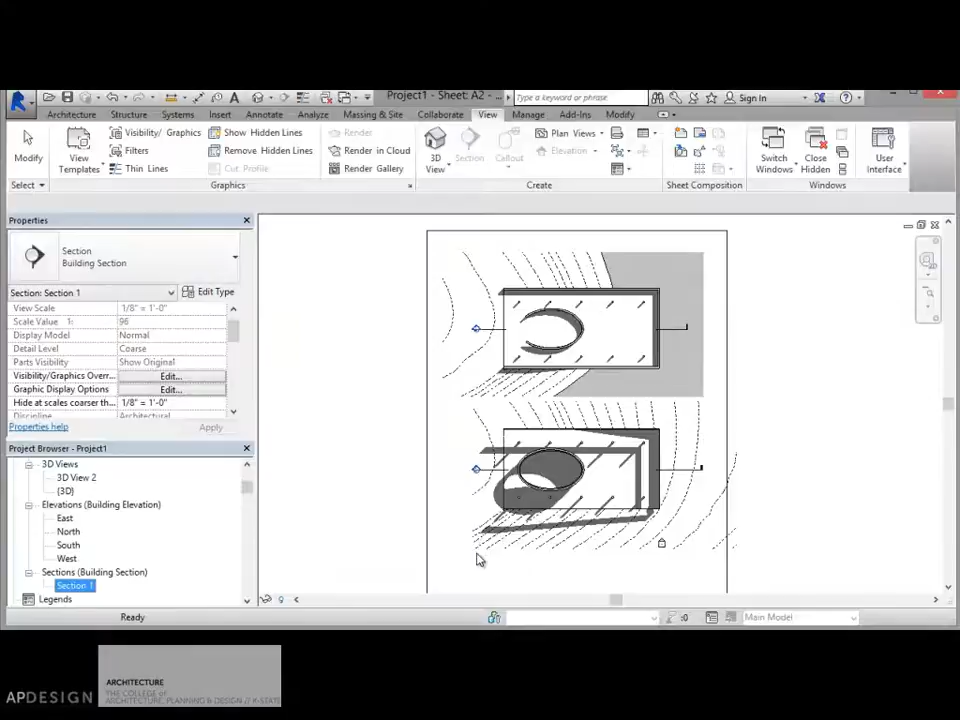 Project1 - Sheet: A2 - ...
Type a keyword or phrase
Sign In
Architecture Structure Systems Insert Annotate Analyze Massing & Site Collaborate View Manage Add-Ins Modify
Modify
View
Templates
Visibility/ Graphics
Filters
Thin Lines
Show Hidden Lines
Remove Hidden Lines
Cut Profile
Render
Render in Cloud
Render Gallery
3D
View
Section
Callout
Plan Views
Elevation
Switch
Windows
Close
Hidden
User
Interface
Select
Graphics
Create
Sheet Composition
Windows
Properties
Section
Building Section
Section: Section 1
Edit Type
View Scale 1/8" = 1'-0"
Scale Value 1: 96
Display Model Normal
Detail Level Coarse
Parts Visibility Show Original
Visibility/Graphics Overr... Edit...
Graphic Display Options Edit...
Hide at scales coarser th... 1/8" = 1'-0"
Discipline Architectural
Properties help
Apply
Project Browser - Project1
3D Views
3D View 2
{3D}
Elevations (Building Elevation)
East
North
South
West
Sections (Building Section)
Section 1
Legends
Ready
:0
Main Model
APDESIGN
ARCHITECTURE
THE COLLEGE of
ARCHITECTURE, PLANNING & DESIGN // K-STATE